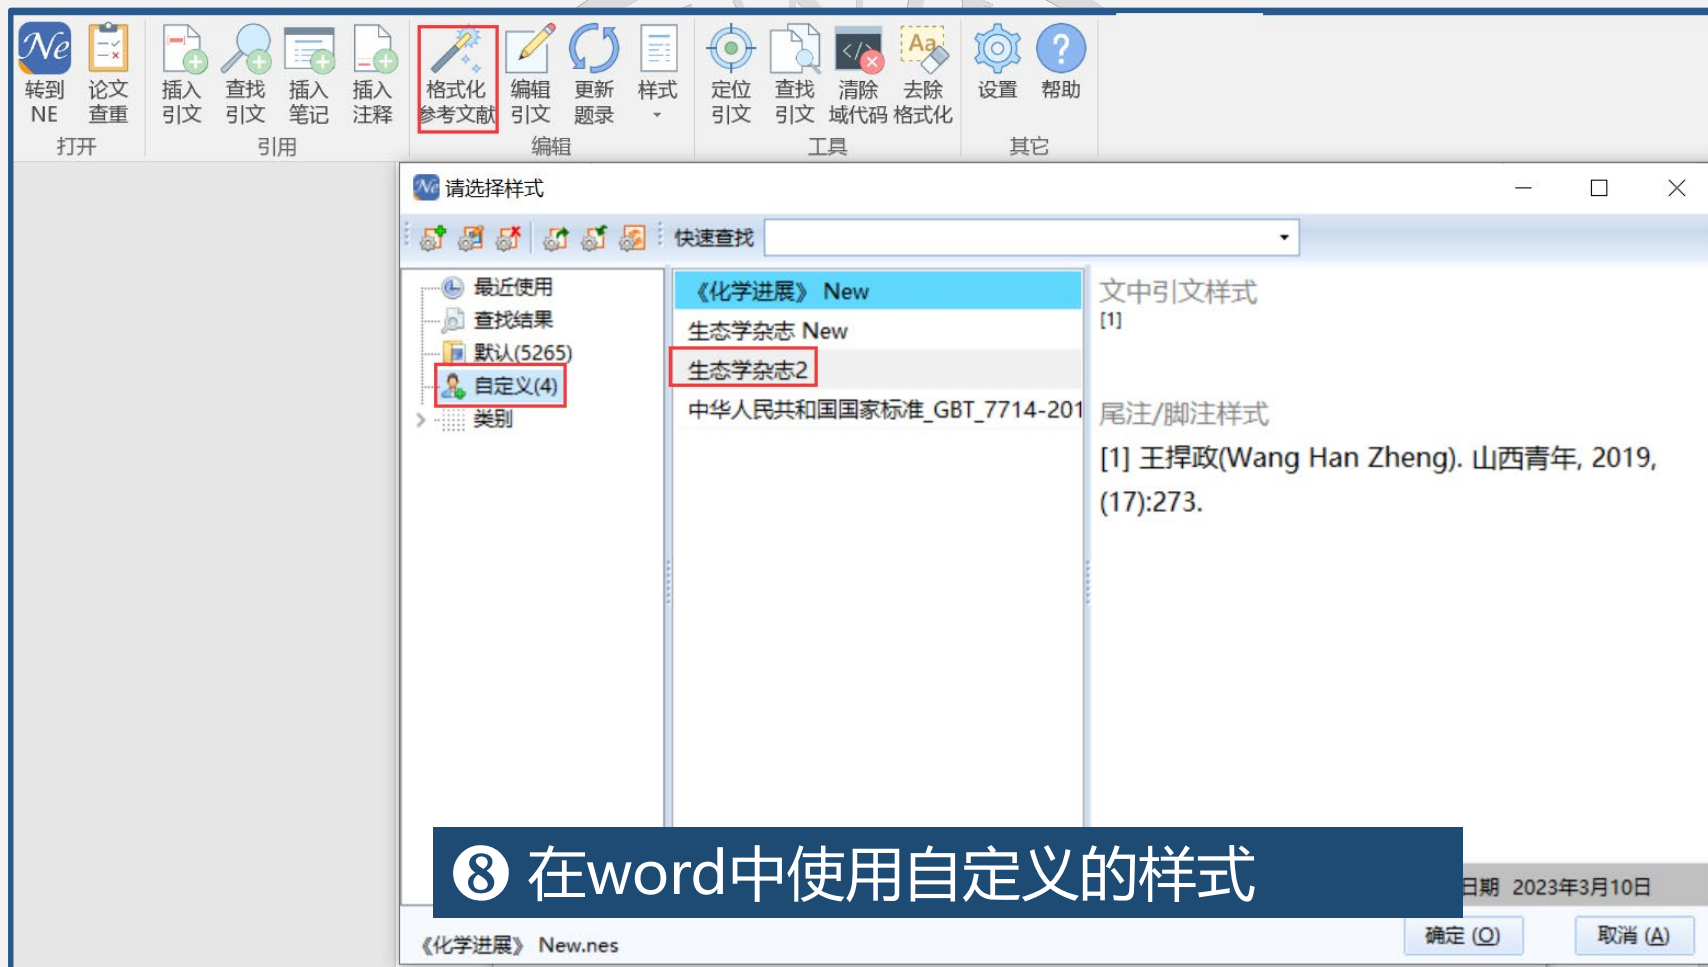 Ne
Aa
?
转到
NE
论文
查重
插入
引文
查找
引文
插入
笔记
插入
注释
格式化
参考文献
编辑
引文
更新
题录
样式
定位
引文
查找
引文
清除
域代码
去除
格式化
设置
帮助
打开
引用
编辑
工具
其它
Ne 请选择样式
快速查找
最近使用
查找结果
默认(5265)
自定义(4)
类别
《化学进展》 New
生态学杂志 New
生态学杂志2
中华人民共和国国家标准_GBT_7714-201
文中引文样式
[1]
尾注/脚注样式
[1] 王捍政(Wang Han Zheng). 山西青年, 2019,
(17):273.
❽ 在word中使用自定义的样式
日期 2023年3月10日
《化学进展》 New.nes
确定 (O)
取消 (A)